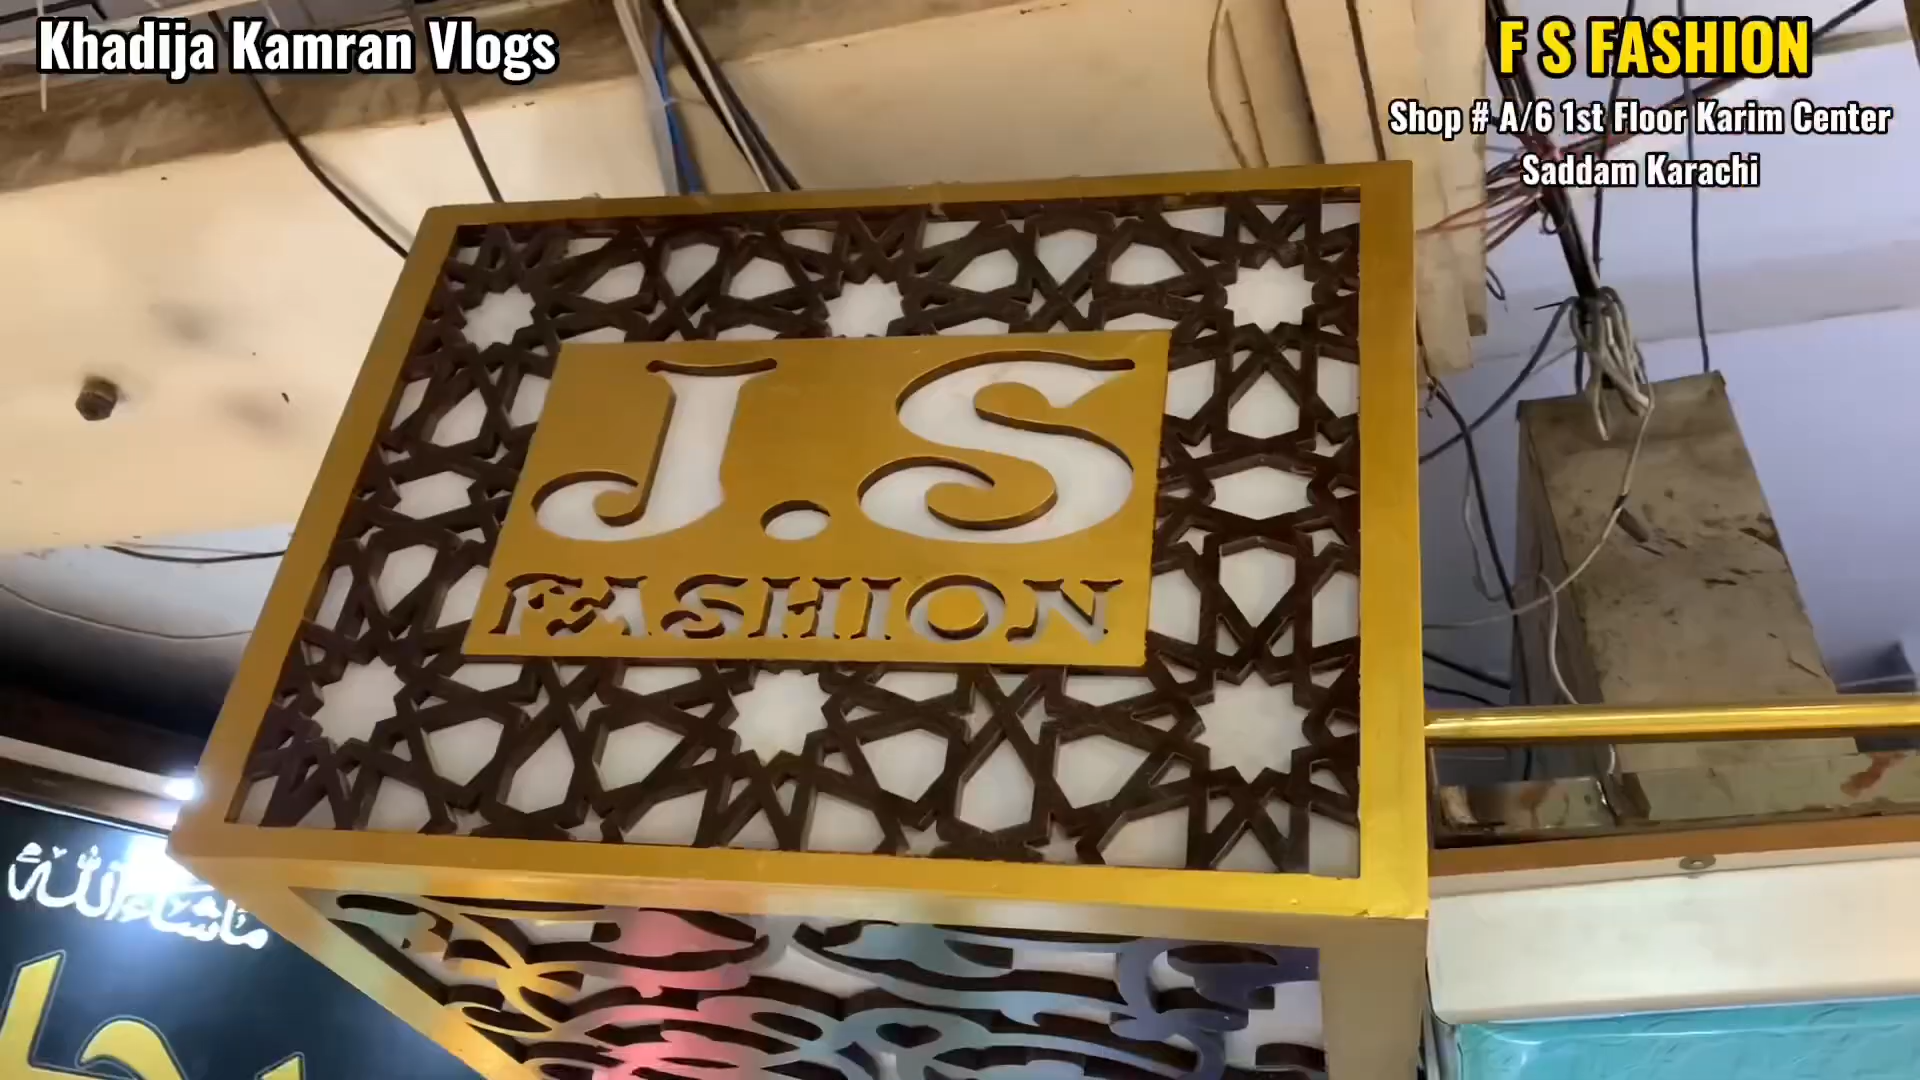 Khadija Kamran Vlogs
F S FASHION
Shop # A/6 1st Floor Karim Center
Saddam Karachi
J.S
FASHION
ماشاءاللہ